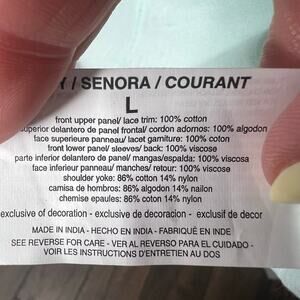 Y / SENORA / COURANT
L
front upper panel/ lace trim: 100% cotton
superior delantero de panel frontal/ cordon adornos: 100% algodon
face superieure panneau/ lacet garniture: 100% cotton
front lower panel/ sleeves/ back: 100% viscose
parte inferior delantero de panel/ mangas/espalda: 100% viscosa
face inferieur panneau/ manches/ retour: 100% viscose
shoulder yoke: 86% cotton 14% nylon
camisa de hombros: 86% algodon 14% nailon
chemise epaules: 86% coton 14% nylon
exclusive of decoration - exclusive de decoracion - exclusif de decor
MADE IN INDIA - HECHO EN INDIA - FABRIQUÉ EN INDE
SEE REVERSE FOR CARE - VER AL REVERSO PARA EL CUIDADO -
VOIR LES INSTRUCTIONS D'ENTRETIEN AU DOS